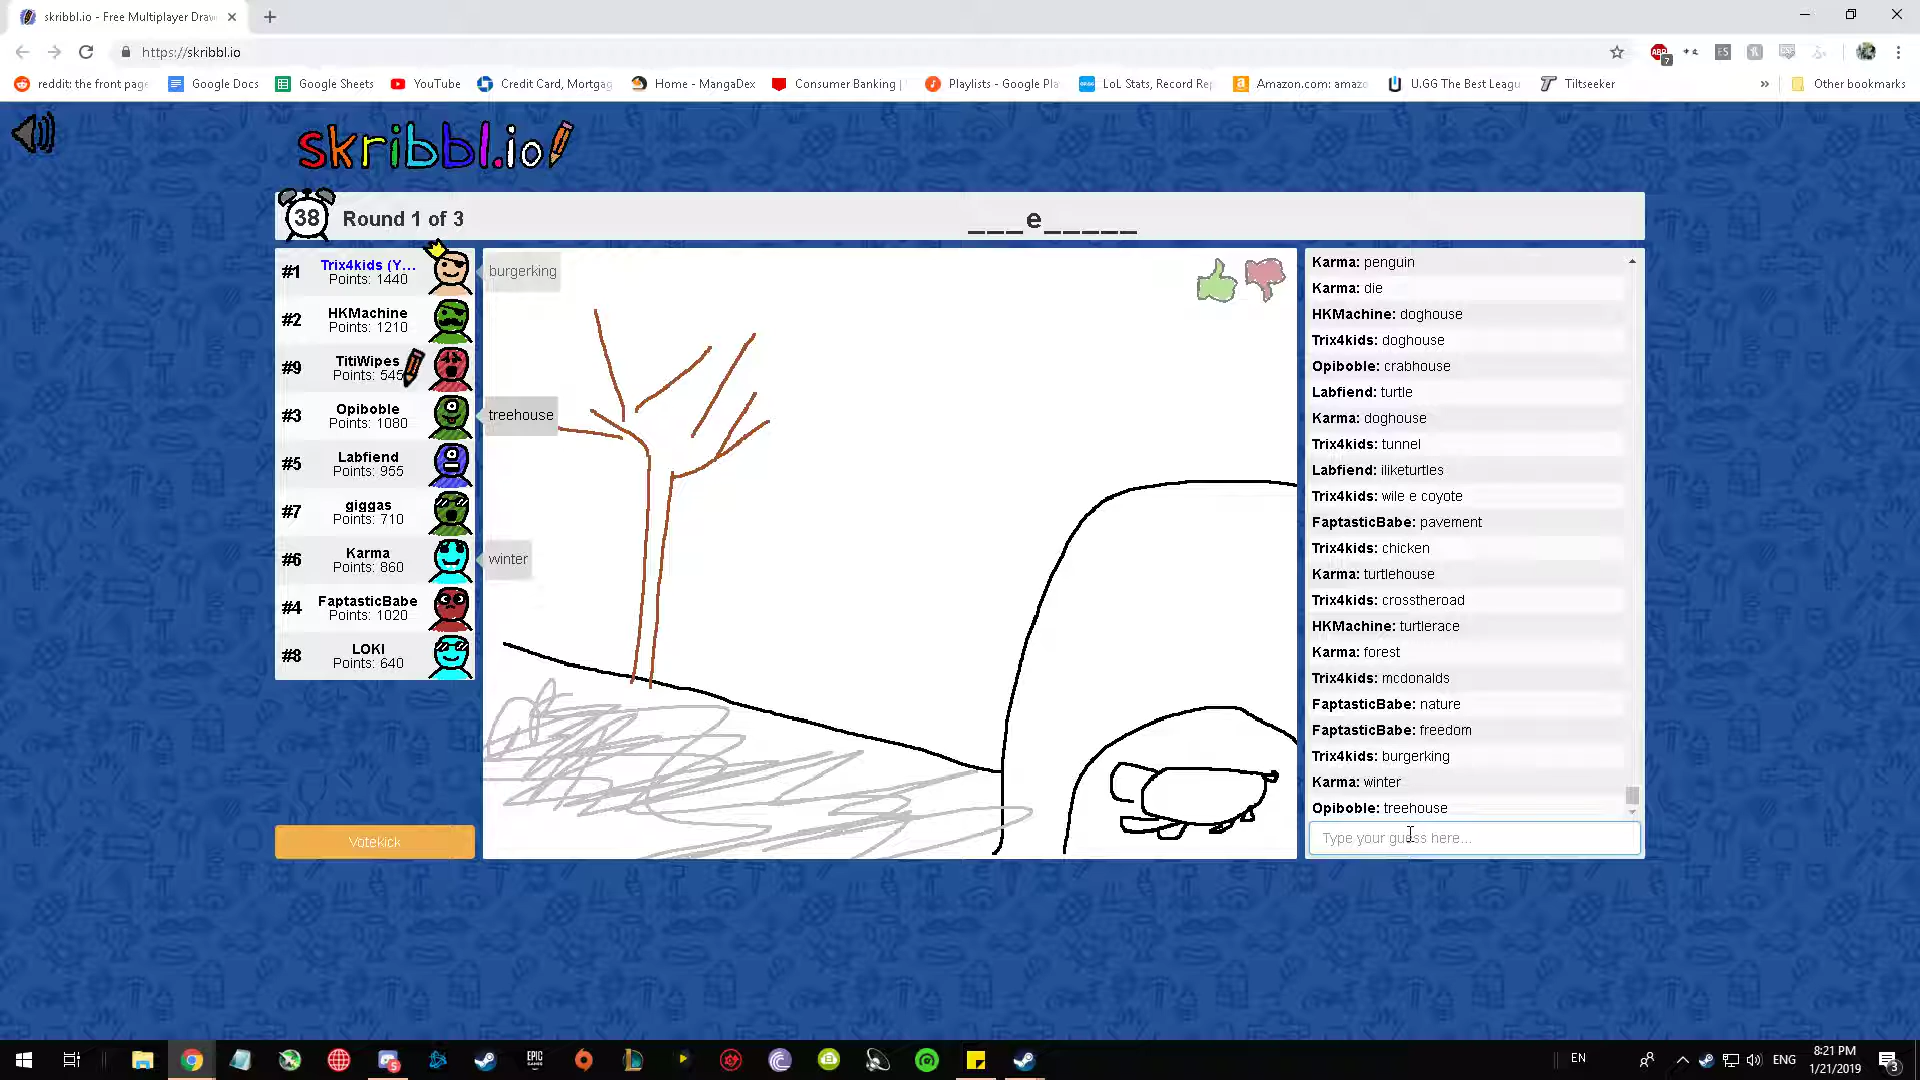 skribbl.io - Free Multiplayer Draw
https://skribbl.io
7
reddit: the front page
Google Docs
Google Sheets
YouTube
Credit Card, Mortgag
Home - MangaDex
Consumer Banking |
Playlists - Google Pla
LoL Stats, Record Rep
Amazon.com: amazo
U.GG The Best Leagu
Tiltseeker
»
Other bookmarks
skribbl.io
38
Round 1 of 3
___e_____
#1
Trix4kids (Y...
Points: 1440
burgerking
#2
HKMachine
Points: 1210
#9
TitiWipes
Points: 545
#3
Opiboble
Points: 1080
treehouse
#5
Labfiend
Points: 955
#7
giggas
Points: 710
#6
Karma
Points: 860
winter
#4
FaptasticBabe
Points: 1020
#8
LOKI
Points: 640
Votekick
Karma: penguin
Karma: die
HKMachine: doghouse
Trix4kids: doghouse
Opiboble: crabhouse
Labfiend: turtle
Karma: doghouse
Trix4kids: tunnel
Labfiend: iliketurtles
Trix4kids: wile e coyote
FaptasticBabe: pavement
Trix4kids: chicken
Karma: turtlehouse
Trix4kids: crosstheroad
HKMachine: turtlerace
Karma: forest
Trix4kids: mcdonalds
FaptasticBabe: nature
FaptasticBabe: freedom
Trix4kids: burgerking
Karma: winter
Opiboble: treehouse
Type your guess here...
EPIC GAMES
EN
ENG
8:21 PM
1/21/2019
3